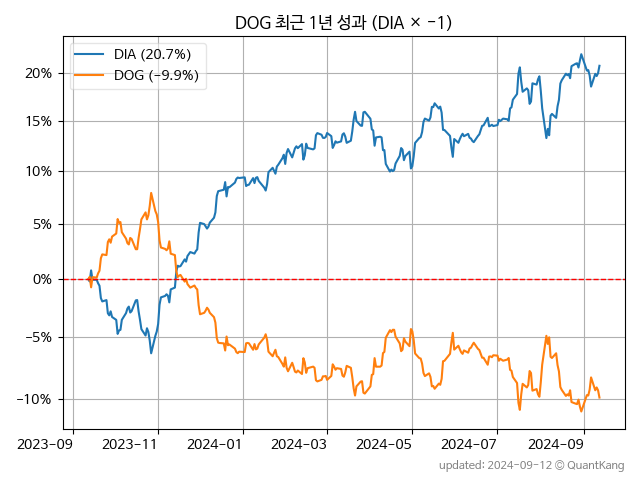 DOG 최근 1년 성과 (DIA × −1)
DIA (20.7%)
DOG (−9.9%)
20%
15%
10%
5%
0%
−5%
−10%
2023−09 2023−11 2024−01 2024−03 2024−05 2024−07 2024−09
updated: 2024−09−12 © QuantKang